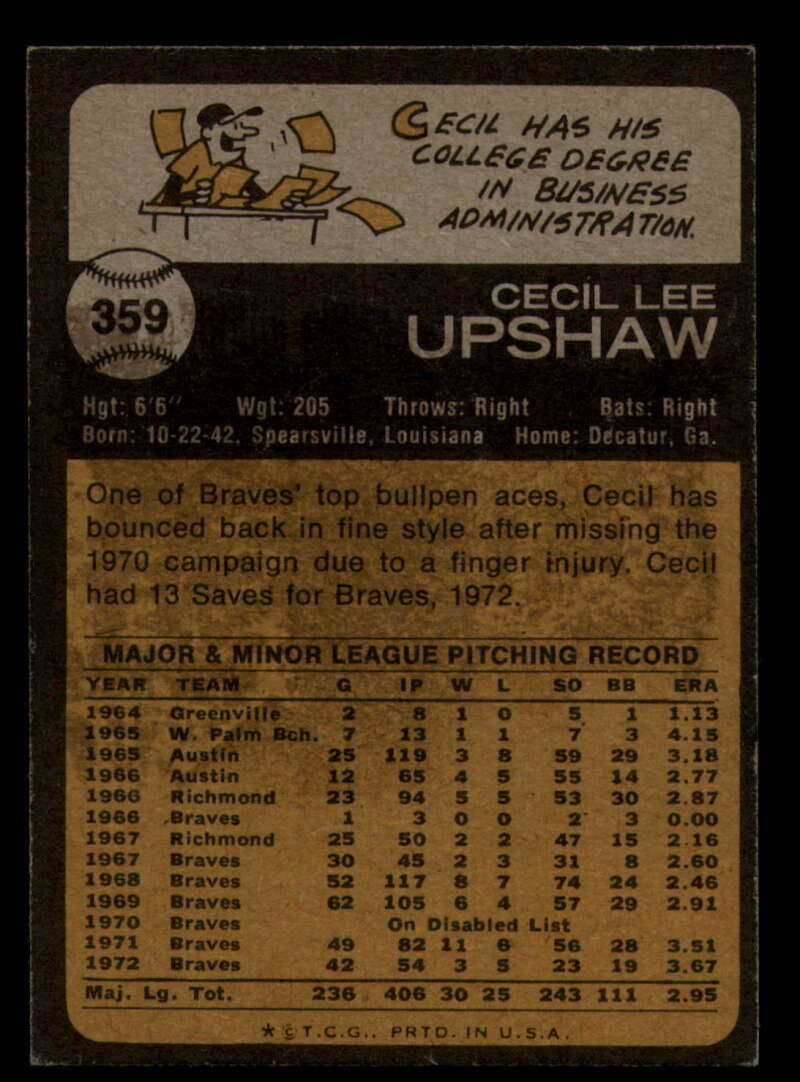 CECIL HAS HIS
COLLEGE DEGREE
IN BUSINESS
ADMINISTRATION.
359
CECIL LEE
UPSHAW
Hgt: 6'6" Wgt: 205 Throws: Right Bats: Right
Born: 10-22-42, Spearsville, Louisiana Home: Decatur, Ga.
One of Braves' top bullpen aces, Cecil has
bounced back in fine style after missing the
1970 campaign due to a finger injury. Cecil
had 13 Saves for Braves, 1972.
MAJOR & MINOR LEAGUE PITCHING RECORD
YEAR TEAM G IP W L SO BB ERA
1964 Greenville 2 8 1 0 5 1 1.13
1965 W. Palm Bch. 7 13 1 1 7 3 4.15
1965 Austin 25 119 3 8 59 29 3.18
1966 Austin 12 65 4 5 55 14 2.77
1966 Richmond 23 94 5 5 53 30 2.87
1966 Braves 1 3 0 0 2 3 0.00
1967 Richmond 25 50 2 2 47 15 2.16
1967 Braves 30 45 2 3 31 8 2.60
1968 Braves 52 117 8 7 74 24 2.46
1969 Braves 62 105 6 4 57 29 2.91
1970 Braves On Disabled List
1971 Braves 49 82 11 6 56 28 3.51
1972 Braves 42 54 3 5 23 19 3.67
Maj. Lg. Tot. 236 406 30 25 243 111 2.95
* © T.C.G.. PRTD. IN U.S.A.